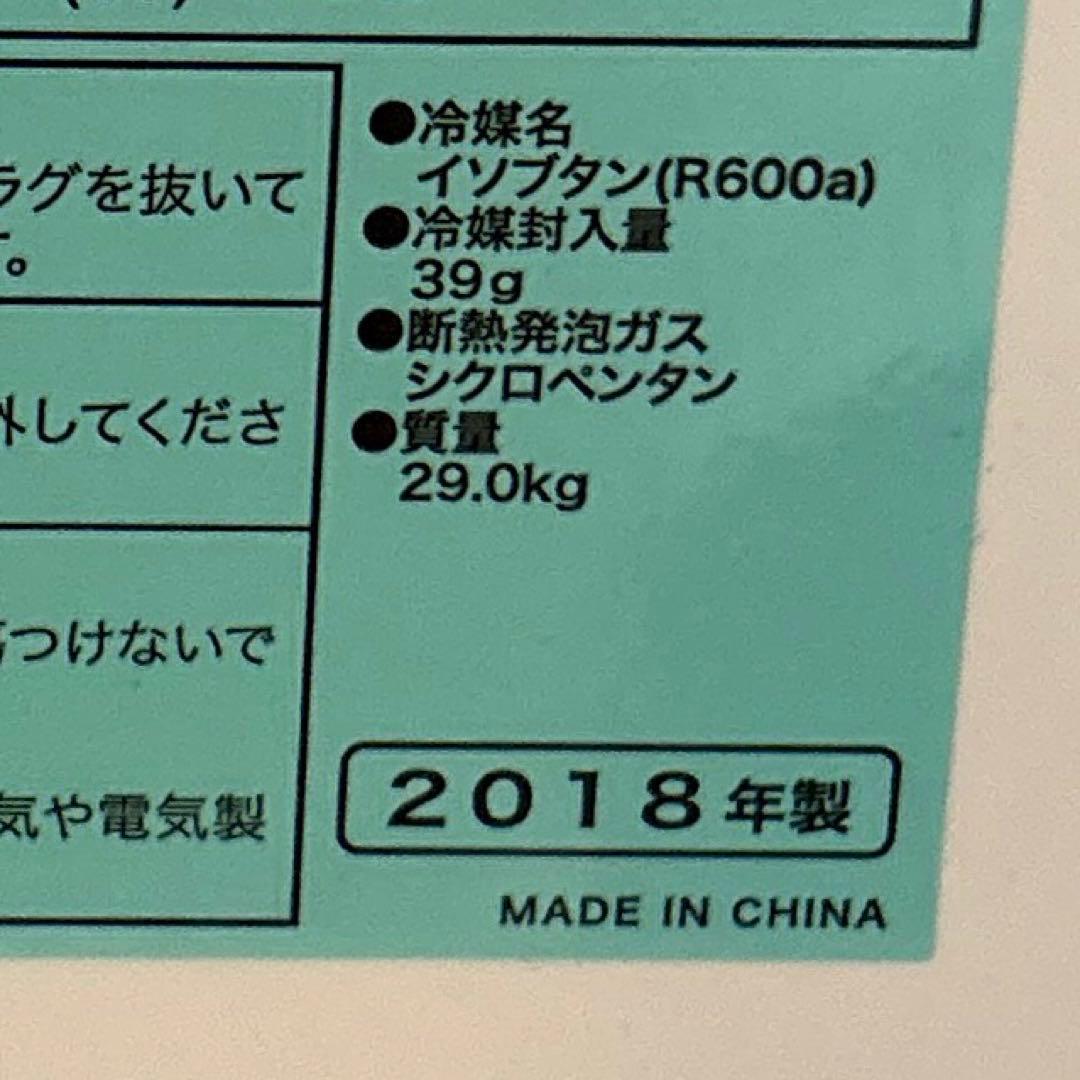 ラグを抜いて
す。
外してくださ
つけないで
気や電気製
●冷媒名
イソブタン(R600a)
●冷媒封入量
39g
●断熱発泡ガス
シクロペンタン
●質量
29.0kg
2018年製
MADE IN CHINA